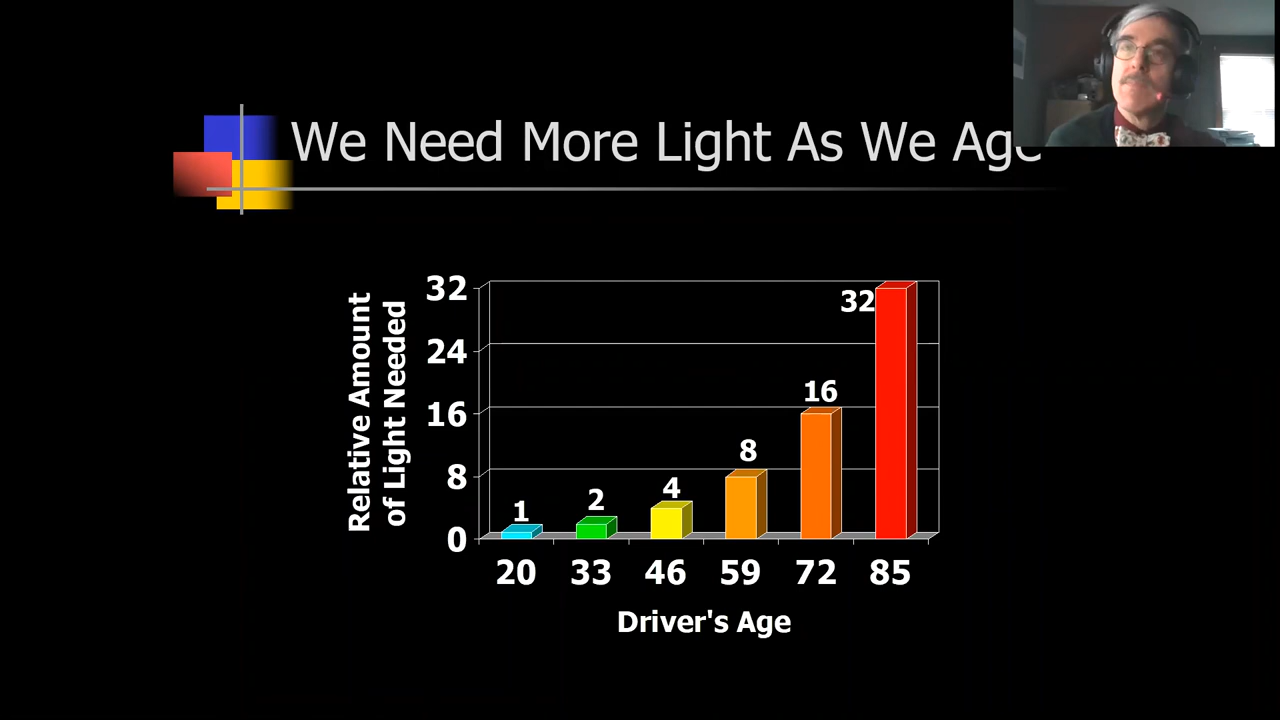 We Need More Light As We Age
Relative Amount
of Light Needed
32
24
16
8
0
1
2
4
8
16
32
20 33 46 59 72 85
Driver's Age